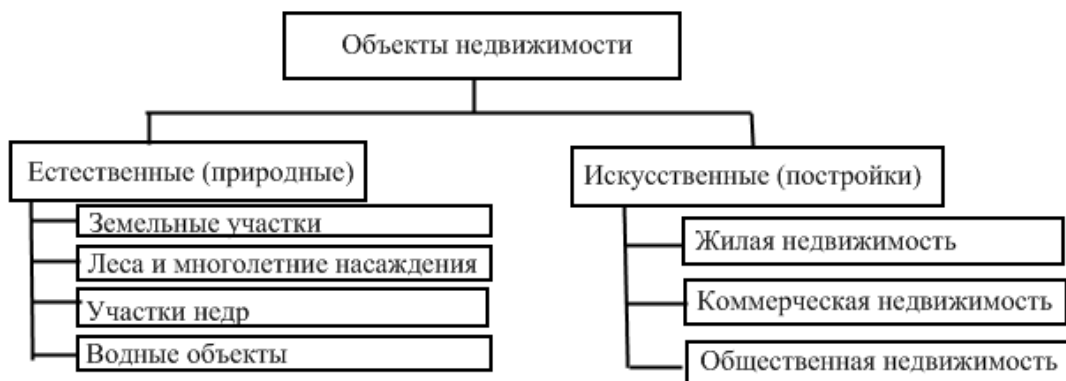 Объекты недвижимости
Естественные (природные)
Земельные участки
Леса и многолетние насаждения
Участки недр
Водные объекты
Искусственные (постройки)
Жилая недвижимость
Коммерческая недвижимость
Общественная недвижимость